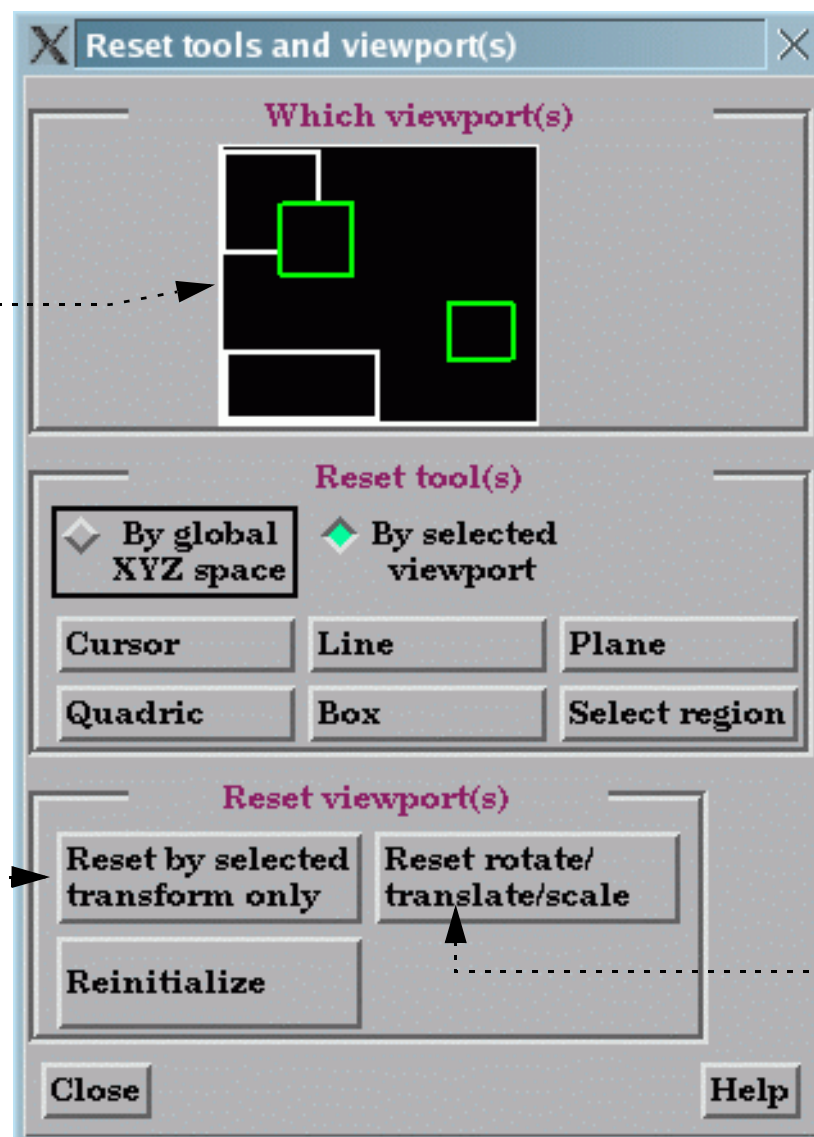 Reset tools and viewport(s)
Which viewport(s)
Reset tool(s)
By global
XYZ space
By selected
viewport
Cursor
Line
Plane
Quadric
Box
Select region
Reset viewport(s)
Reset by selected
transform only
Reset rotate/
translate/scale
Reinitialize
Close
Help